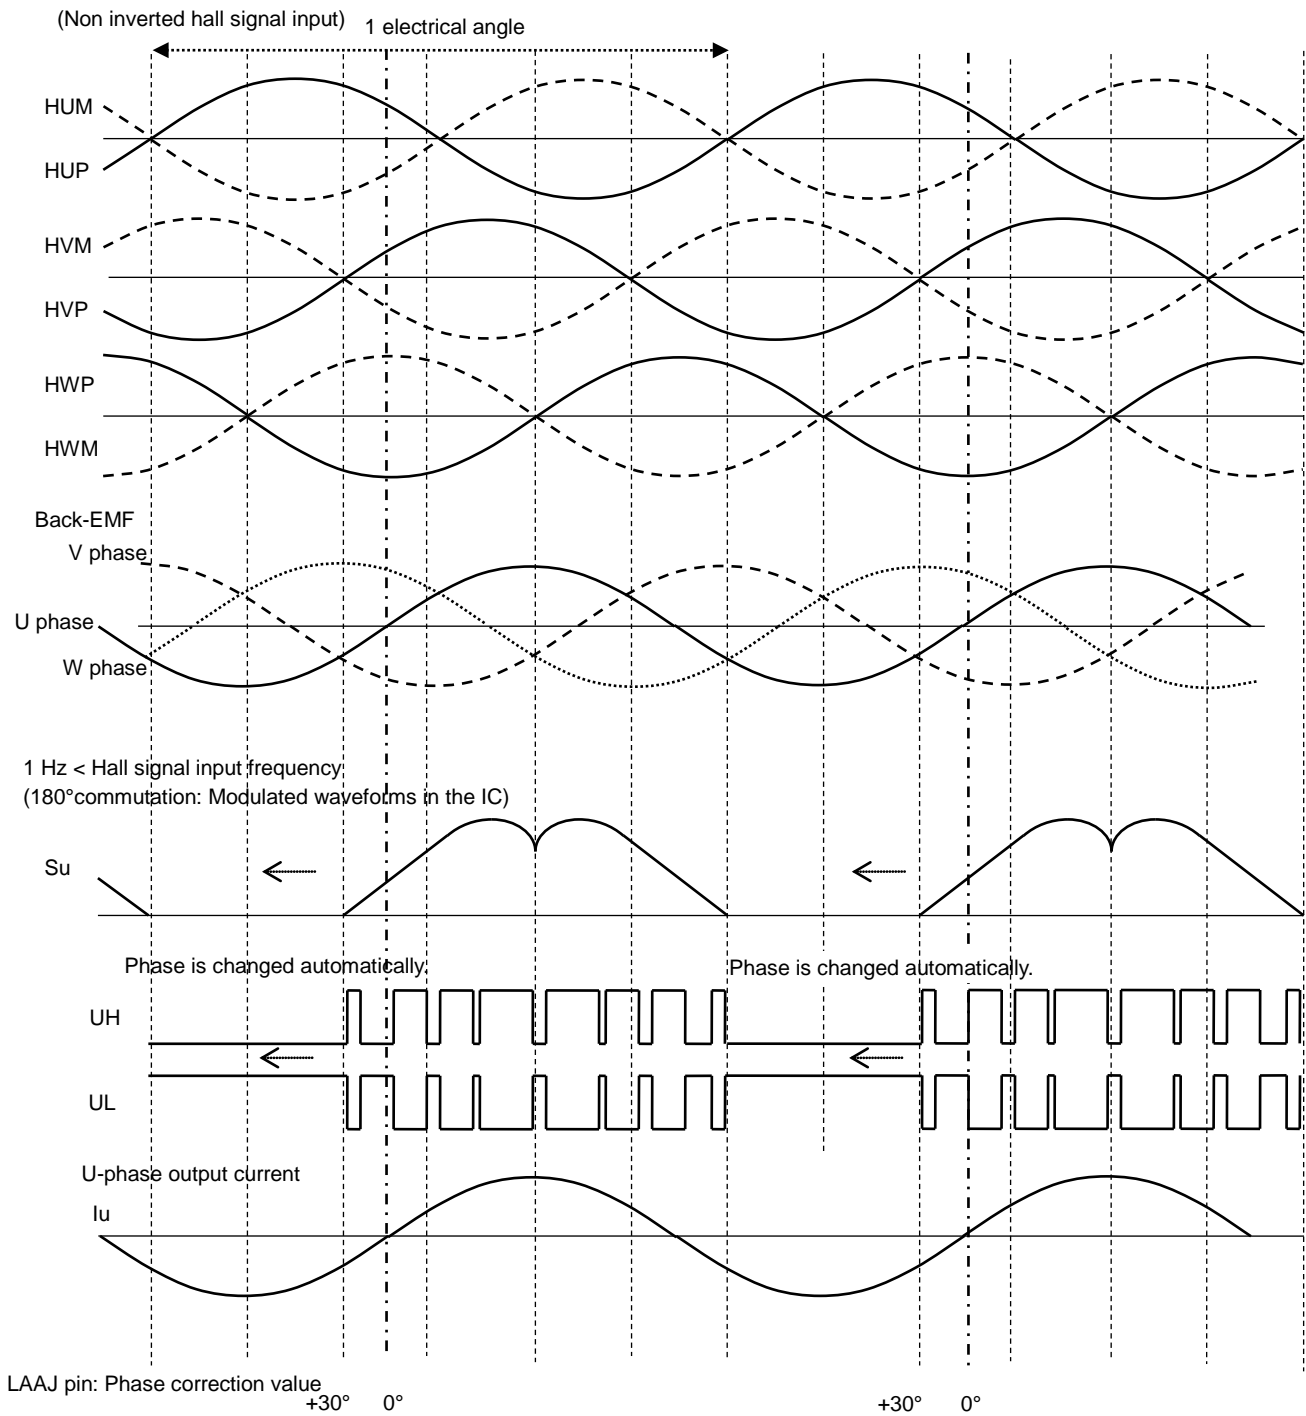 (Non inverted hall signal input)
1 electrical angle
HUM
HUP
HVM
HVP
HWP
HWM
Back-EMF
V phase
U phase
W phase
1 Hz < Hall signal input frequency
(180°commutation: Modulated waveforms in the IC)
Su
Phase is changed automatically.
Phase is changed automatically.
UH
UL
U-phase output current
Iu
LAAJ pin: Phase correction value
+30° 0°
+30° 0°